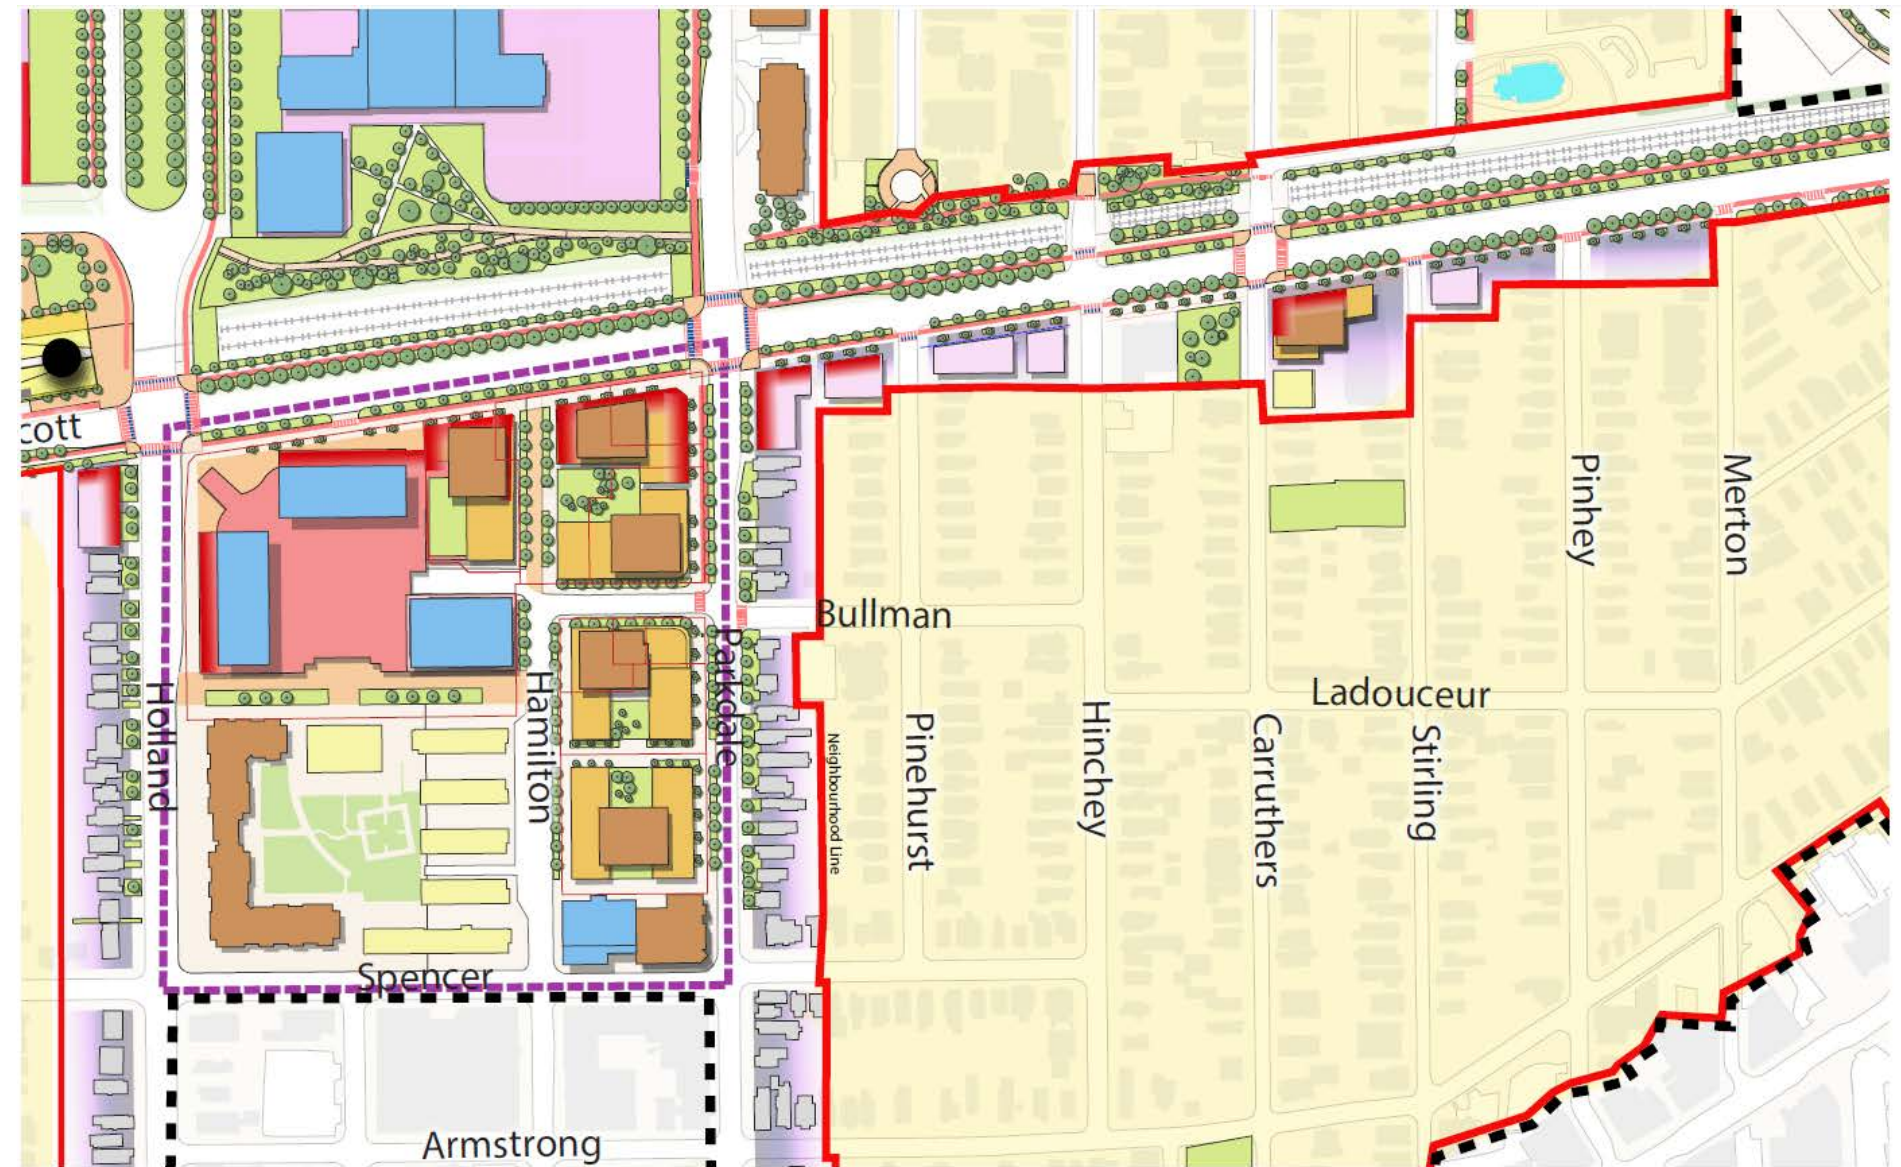 cott
Pinhey
Merton
Bullman
Parkdale
Holland
Hamilton
Ladouceur
Neighbourhood Line
Pinehurst
Hinchey
Carruthers
Stirling
Spencer
Armstrong